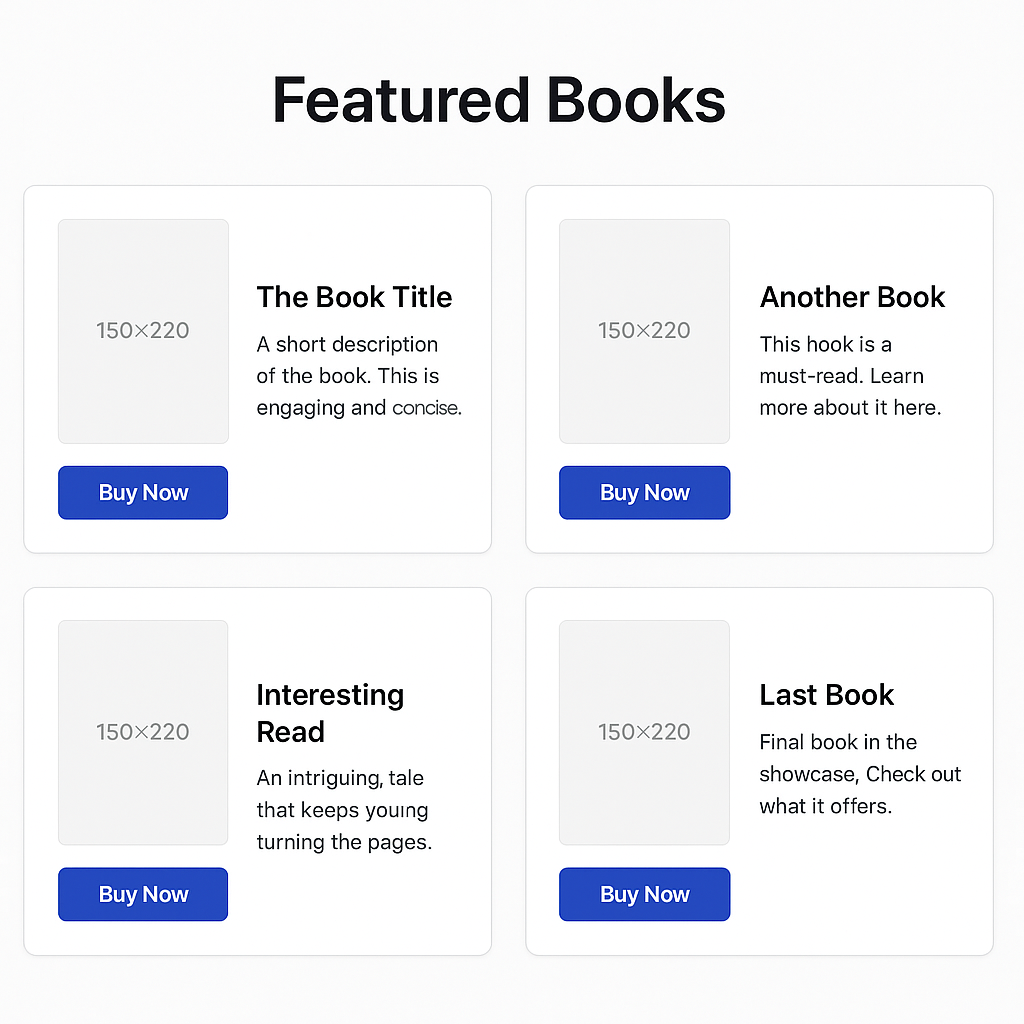 Featured Books
150×220
The Book Title
A short description
of the book. This is
engaging and concise.
Buy Now
150×220
Another Book
This hook is a
must-read. Learn
more about it here.
Buy Now
150×220
Interesting
Read
An intriguing, tale
that keeps youıng
turning the pages.
Buy Now
150×220
Last Book
Final book in the
showcase, Check out
what it offers.
Buy Now